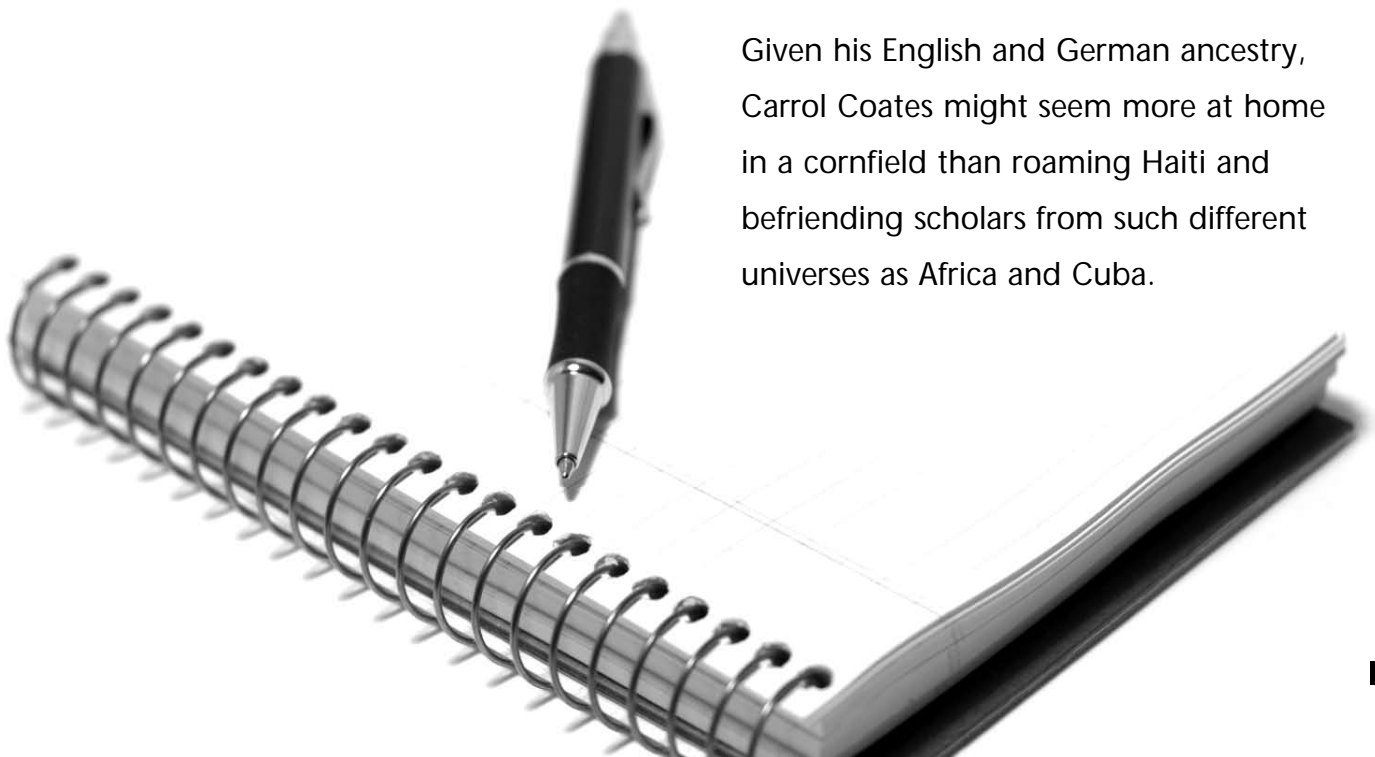 Given his English and German ancestry,
Carrol Coates might seem more at home
in a cornfield than roaming Haiti and
befriending scholars from such different
universes as Africa and Cuba.